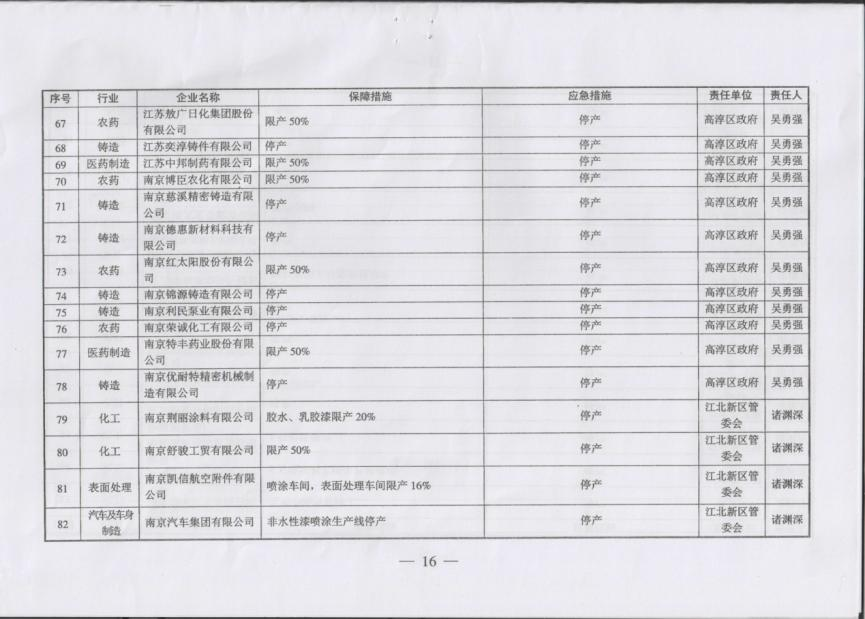 序号 行业 企业名称 保障措施 应急措施 责任单位 责任人
67 农药 江苏敖广日化集团股份有限公司 限产 50% 停产 高淳区政府 吴勇强
68 铸造 江苏奕淳铸件有限公司 停产 停产 高淳区政府 吴勇强
69 医药制造 江苏中邦制药有限公司 限产 50% 停产 高淳区政府 吴勇强
70 农药 南京博臣农化有限公司 限产 50% 停产 高淳区政府 吴勇强
71 铸造 南京慈溪精密铸造有限公司 停产 停产 高淳区政府 吴勇强
72 铸造 南京德惠新材料科技有限公司 停产 停产 高淳区政府 吴勇强
73 农药 南京红太阳股份有限公司 限产 50% 停产 高淳区政府 吴勇强
74 铸造 南京锦源铸造有限公司 停产 停产 高淳区政府 吴勇强
75 铸造 南京利民泵业有限公司 停产 停产 高淳区政府 吴勇强
76 农药 南京荣诚化工有限公司 停产 停产 高淳区政府 吴勇强
77 医药制造 南京特丰药业股份有限公司 限产 50% 停产 高淳区政府 吴勇强
78 铸造 南京优耐特精密机械制造有限公司 停产 停产 高淳区政府 吴勇强
79 化工 南京荆丽涂料有限公司 胶水、乳胶漆限产 20% 停产 江北新区管委会 诸渊深
80 化工 南京舒骏工贸有限公司 限产 50% 停产 江北新区管委会 诸渊深
81 表面处理 南京凯信航空附件有限公司 喷涂车间，表面处理车间限产 16% 停产 江北新区管委会 诸渊深
82 汽车及车身制造 南京汽车集团有限公司 非水性漆喷涂生产线停产 停产 江北新区管委会 诸渊深
— 16 —